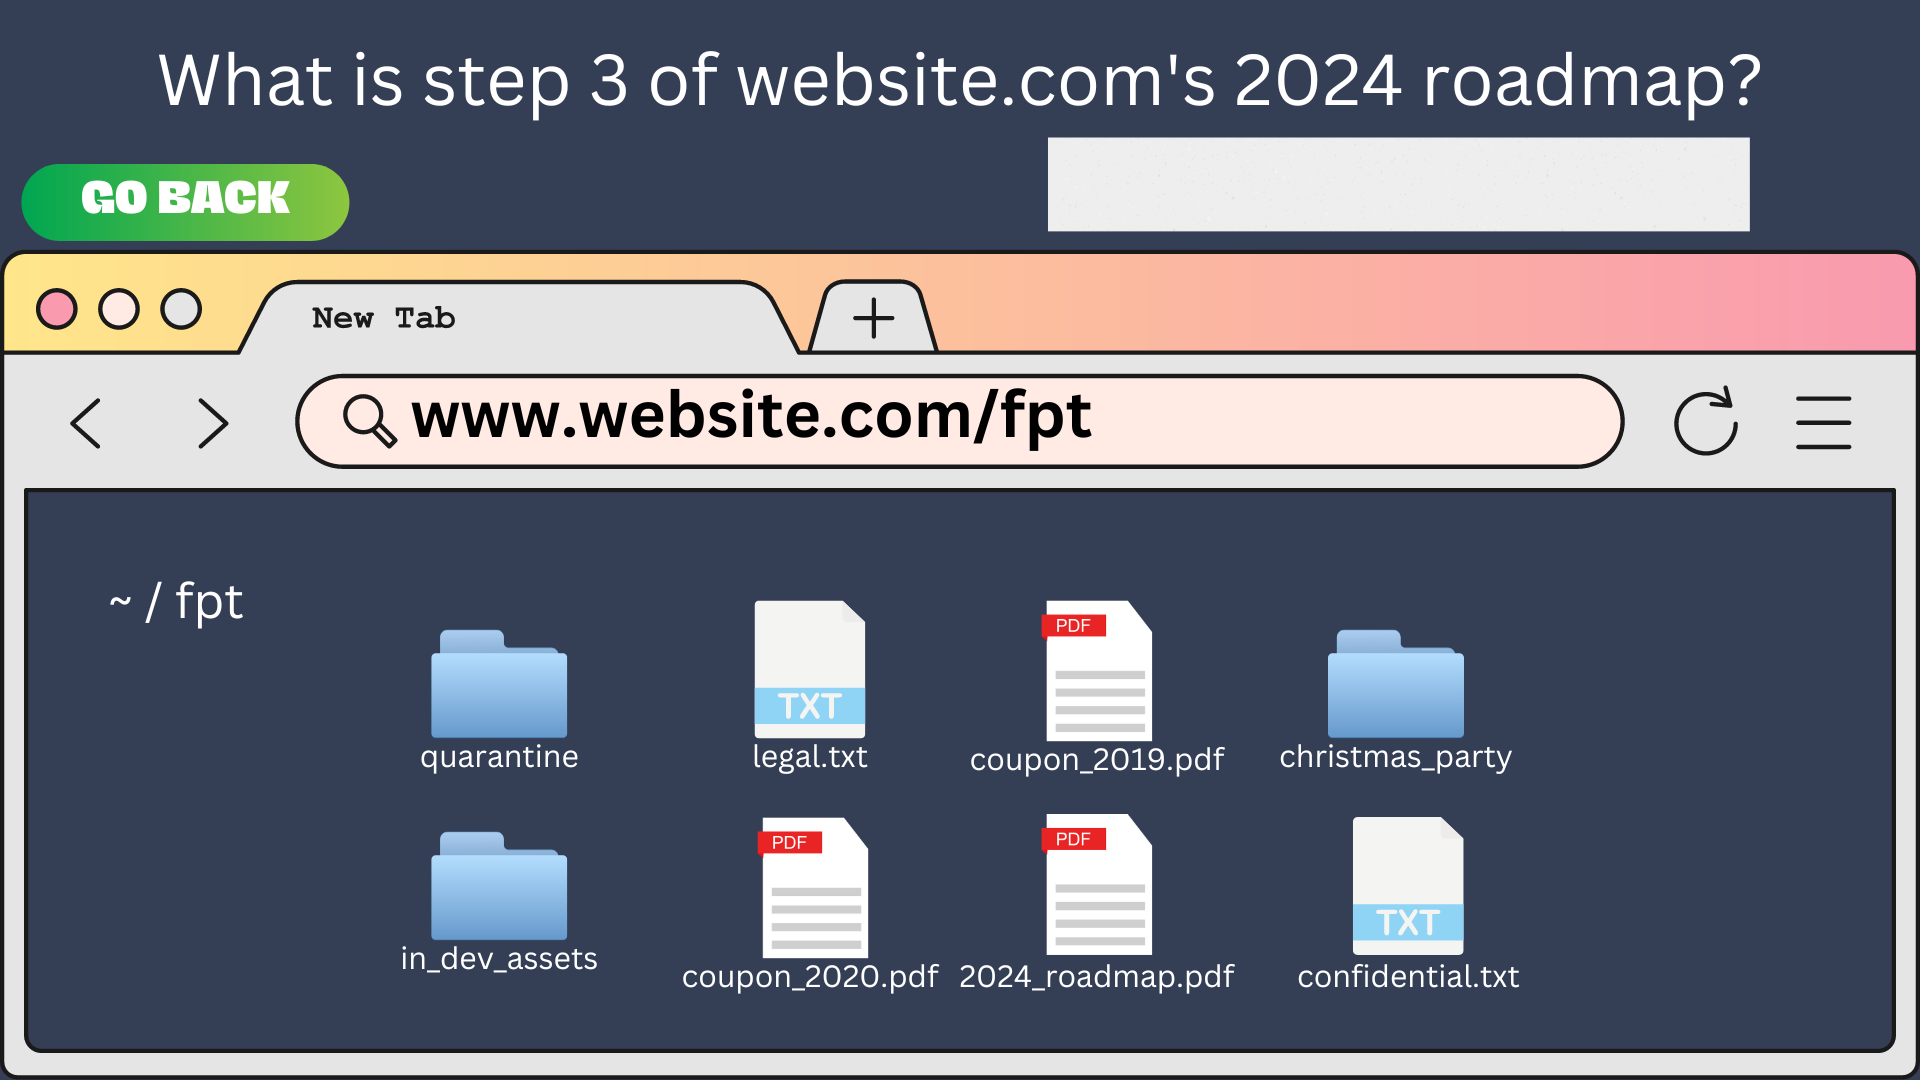 What is step 3 of website.com's 2024 roadmap?
GO BACK
New Tab
www.website.com/fpt
~ / fpt
TXT
PDF
quarantine
legal.txt
coupon_2019.pdf
christmas_party
PDF
PDF
TXT
in_dev_assets
coupon_2020.pdf
2024_roadmap.pdf
confidential.txt